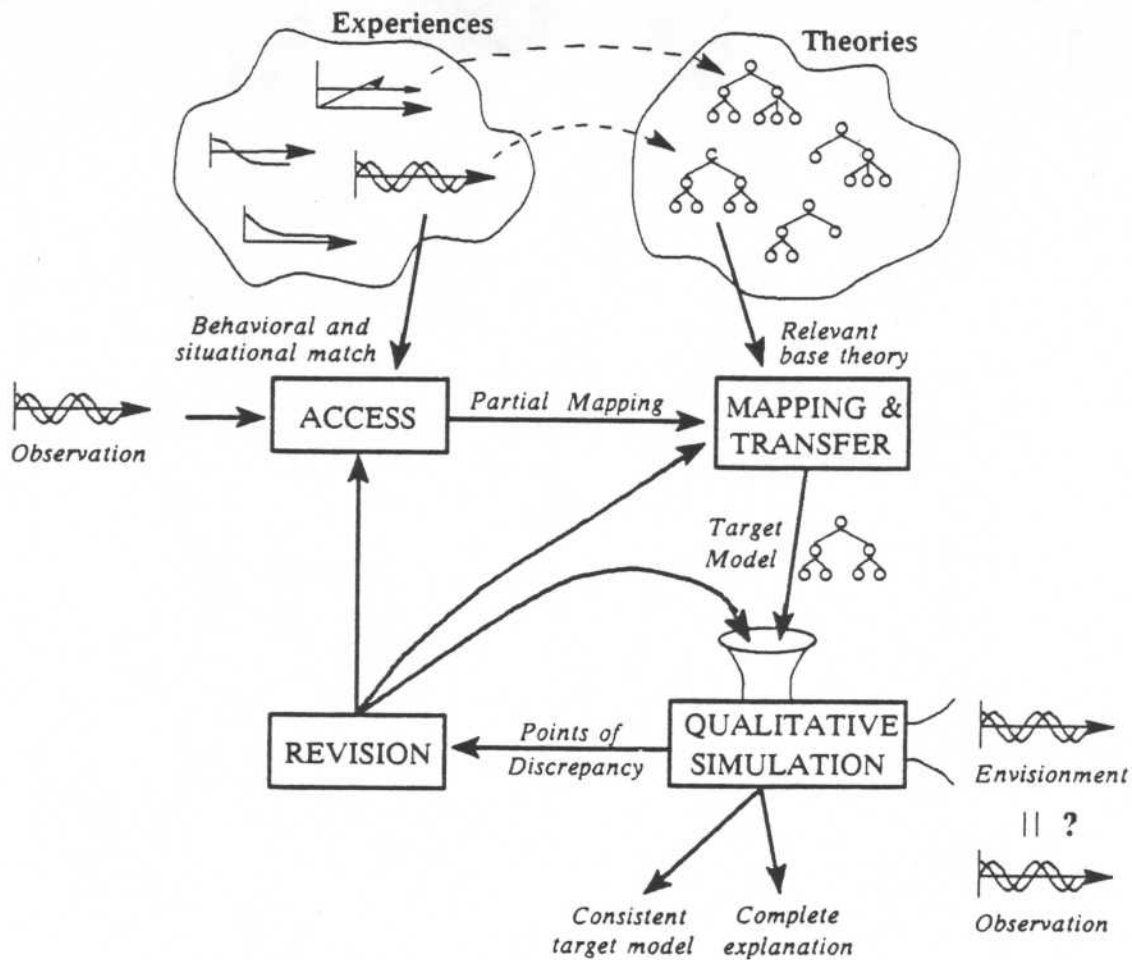 Experiences
Theories
Behavioral and
situational match
Relevant
base theory
Observation
ACCESS
Partial Mapping
MAPPING &
TRANSFER
Target
Model
REVISION
Points of
Discrepancy
QUALITATIVE
SIMULATION
Envisionment
|| ?
Observation
Consistent
target model
Complete
explanation